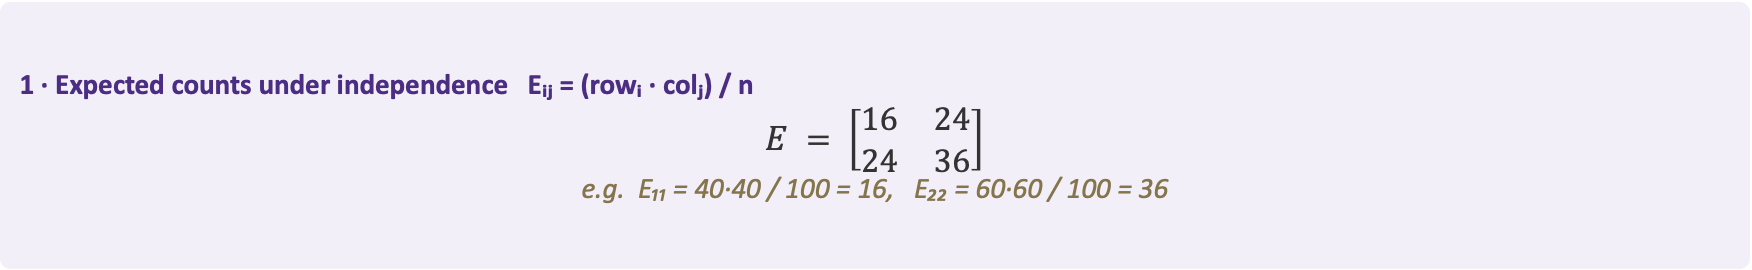 1 · Expected counts under independence   Eᵢⱼ = (rowᵢ · colⱼ) / n
E = [16 24
24 36]
e.g.  E₁₁ = 40·40 / 100 = 16,   E₂₂ = 60·60 / 100 = 36